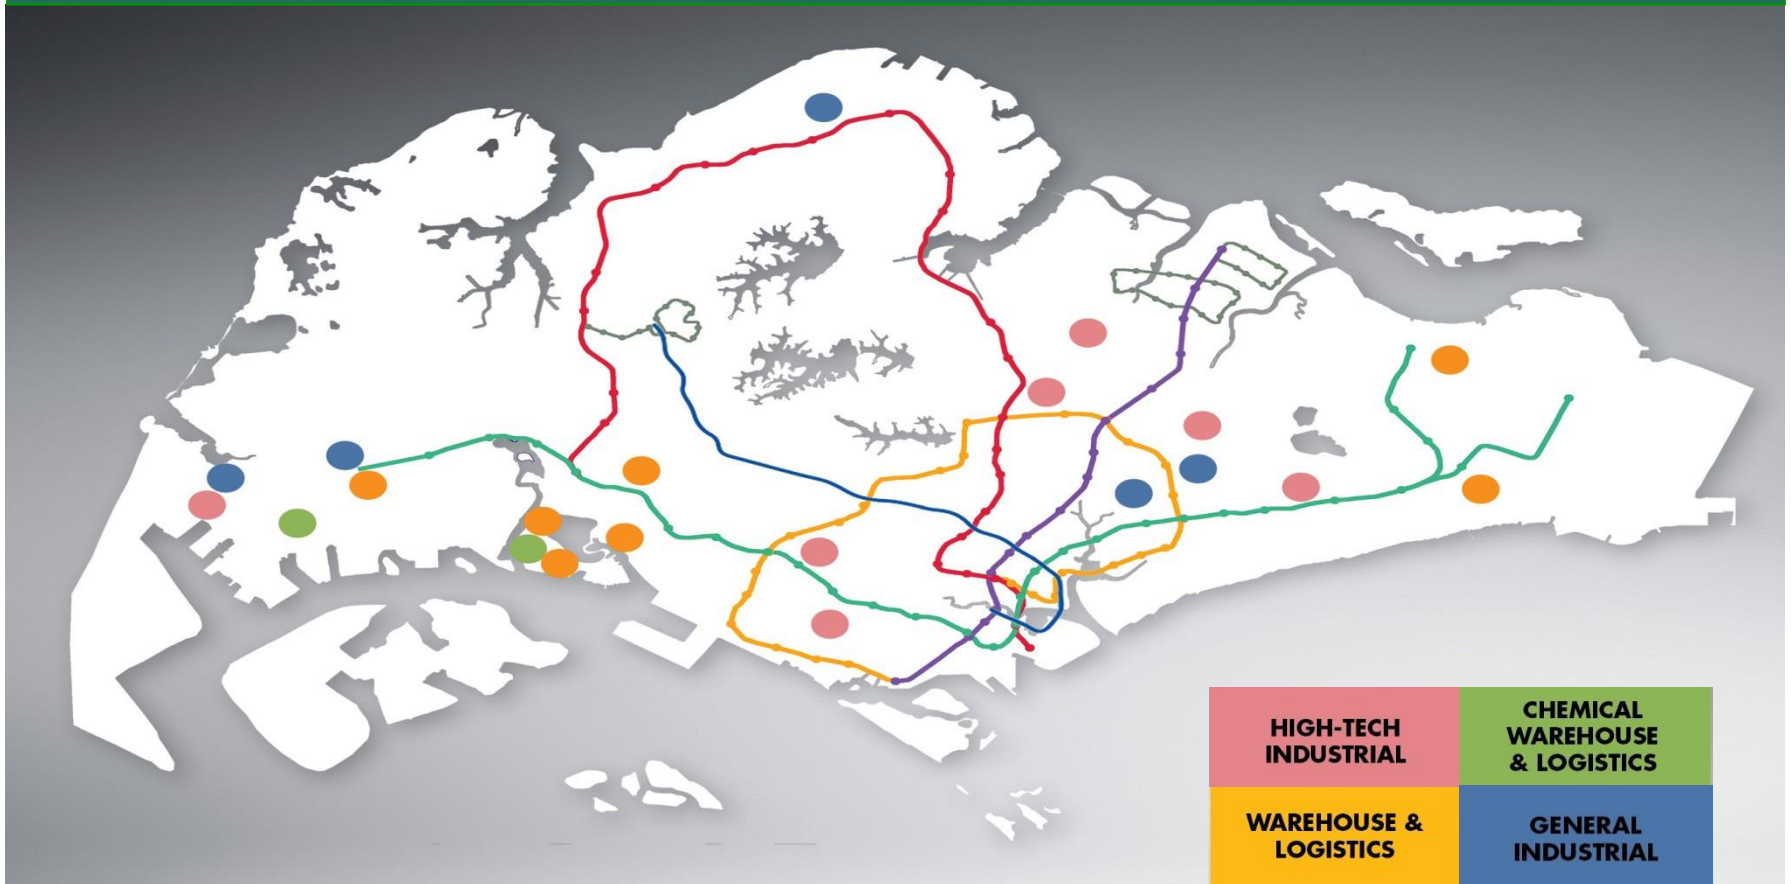 HIGH-TECH
INDUSTRIAL
CHEMICAL
WAREHOUSE
& LOGISTICS
WAREHOUSE &
LOGISTICS
GENERAL
INDUSTRIAL